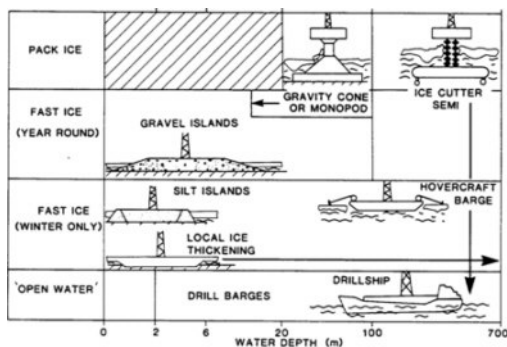 PACK ICE
GRAVITY CONE
OR MONOPOD
ICE CUTTER
SEMI
FAST ICE
(YEAR ROUND)
GRAVEL ISLANDS
FAST ICE
(WINTER ONLY)
SILT ISLANDS
HOVERCRAFT
BARGE
LOCAL ICE
THICKENING
'OPEN WATER'
DRILL BARGES
DRILLSHIP
0 2 6 20 100 700
WATER DEPTH (m)